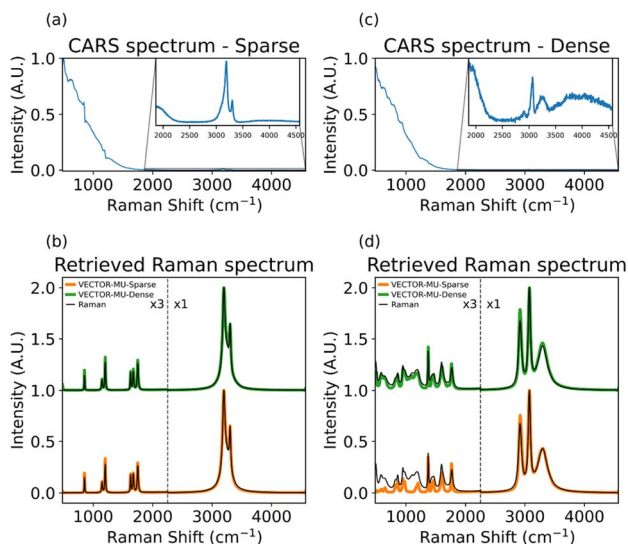 (a)
CARS spectrum - Sparse
Intensity (A.U.)
1.0
0.5
0.0
2000 2500 3000 3500 4000 4500
1000 2000 3000 4000
Raman Shift (cm⁻¹)
(c)
CARS spectrum - Dense
Intensity (A.U.)
1.0
0.5
0.0
2000 2500 3000 3500 4000 4500
1000 2000 3000 4000
Raman Shift (cm⁻¹)
(b)
Retrieved Raman spectrum
VECTOR-MU-Sparse
VECTOR-MU-Dense
Raman
x3 x1
Intensity (A.U.)
2.0
1.5
1.0
0.5
0.0
1000 2000 3000 4000
Raman Shift (cm⁻¹)
(d)
Retrieved Raman spectrum
VECTOR-MU-Sparse
VECTOR-MU-Dense
Raman
x3 x1
Intensity (A.U.)
2.0
1.5
1.0
0.5
0.0
1000 2000 3000 4000
Raman Shift (cm⁻¹)